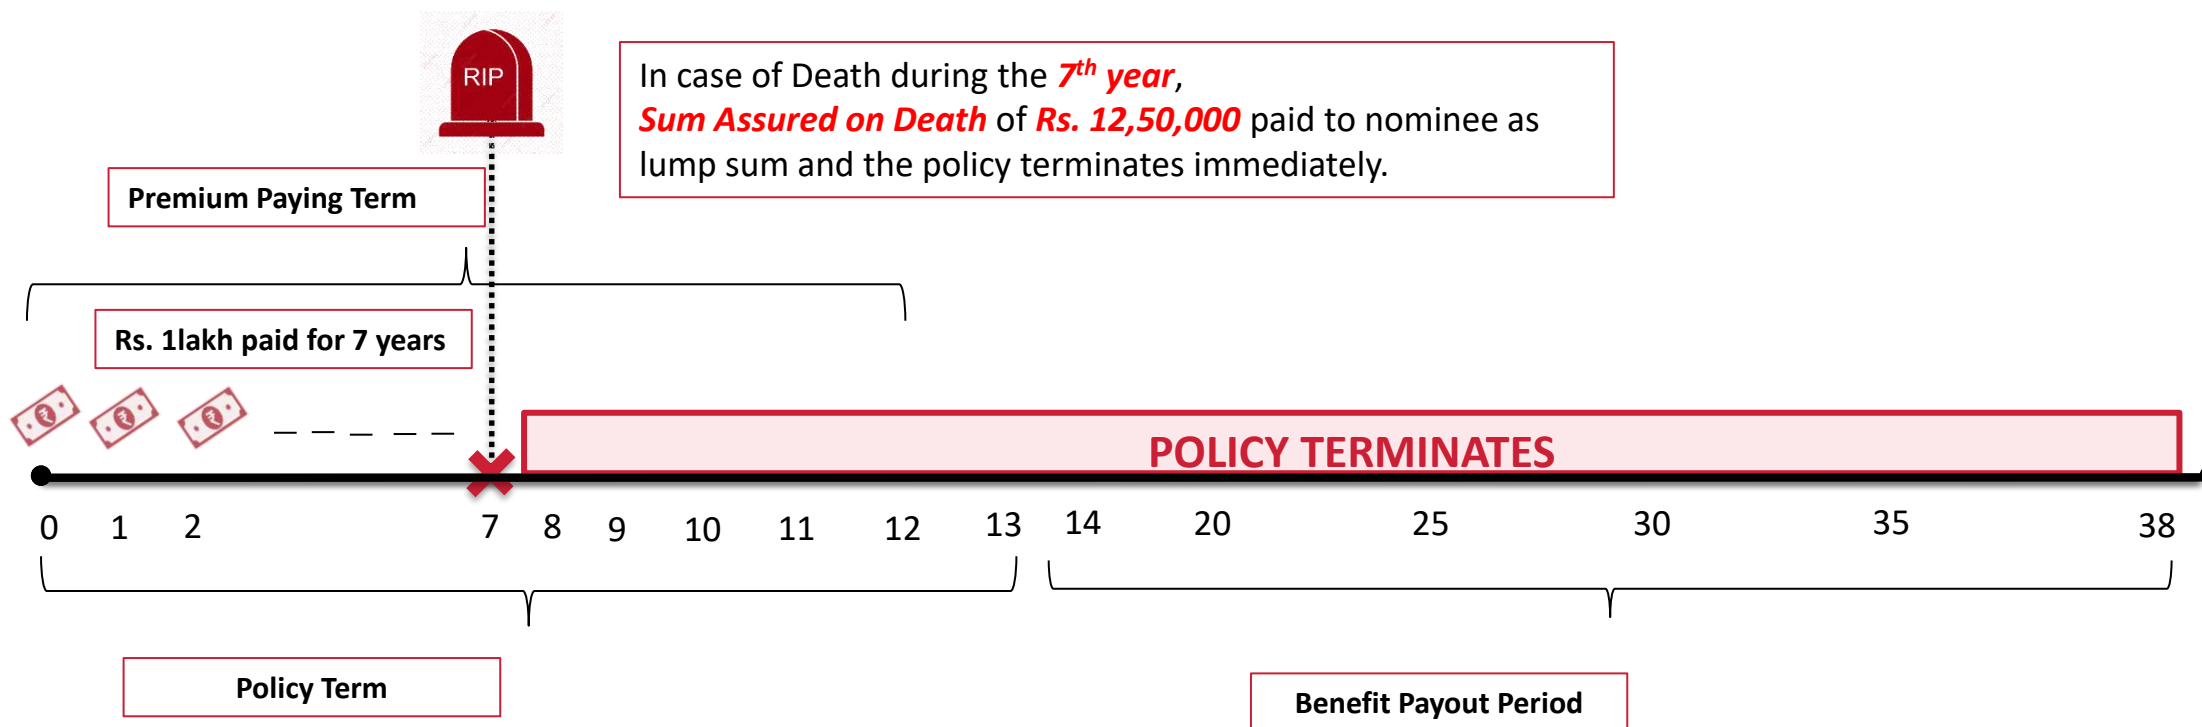 RIP
In case of Death during the 7th year,
Sum Assured on Death of Rs. 12,50,000 paid to nominee as
lump sum and the policy terminates immediately.
Premium Paying Term
Rs. 1lakh paid for 7 years
POLICY TERMINATES
0 1 2 7 8 9 10 11 12 13 14 20 25 30 35 38
Policy Term
Benefit Payout Period